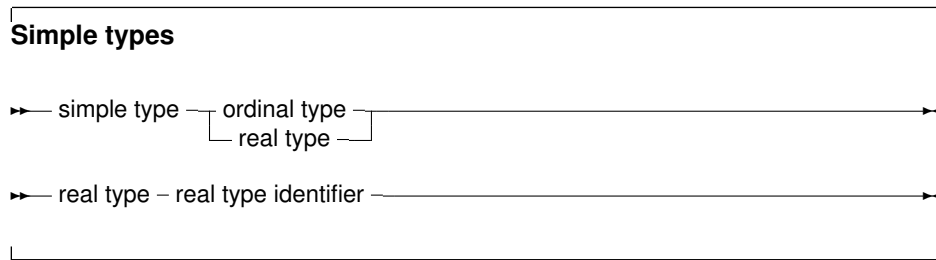 Simple types
simple type ordinal type
real type
real type real type identifier